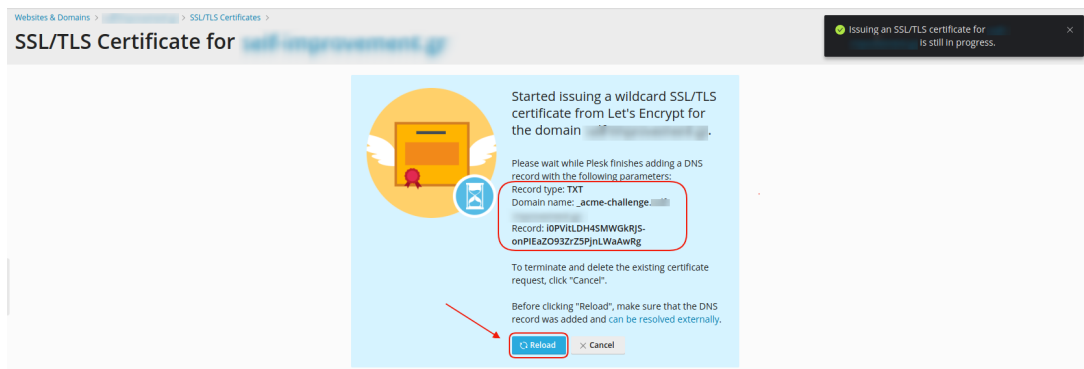 Websites & Domains > > SSL/TLS Certificates >
SSL/TLS Certificate for
Issuing an SSL/TLS certificate for
is still in progress.
Started issuing a wildcard SSL/TLS
certificate from Let's Encrypt for
the domain .
Please wait while Plesk finishes adding a DNS
record with the following parameters:
Record type: TXT
Domain name: _acme-challenge.
Record: i0PVitLDH4SMWGkRJS-
onPIEaZO93ZrZ5PjnLWaAwRg
To terminate and delete the existing certificate
request, click "Cancel".
Before clicking "Reload", make sure that the DNS
record was added and can be resolved externally.
Reload
Cancel